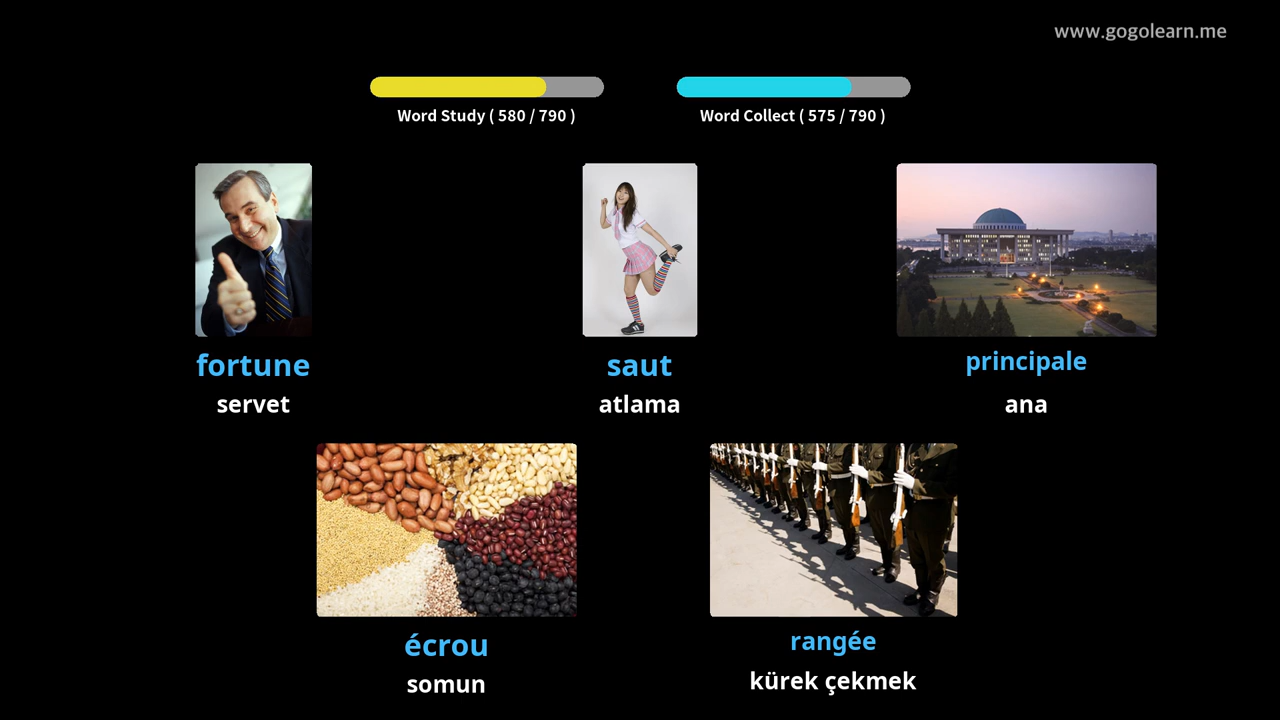 www.gogolearn.me
Word Study ( 580 / 790 )
Word Collect ( 575 / 790 )
fortune
servet
saut
atlama
principale
ana
écrou
somun
rangée
kürek çekmek